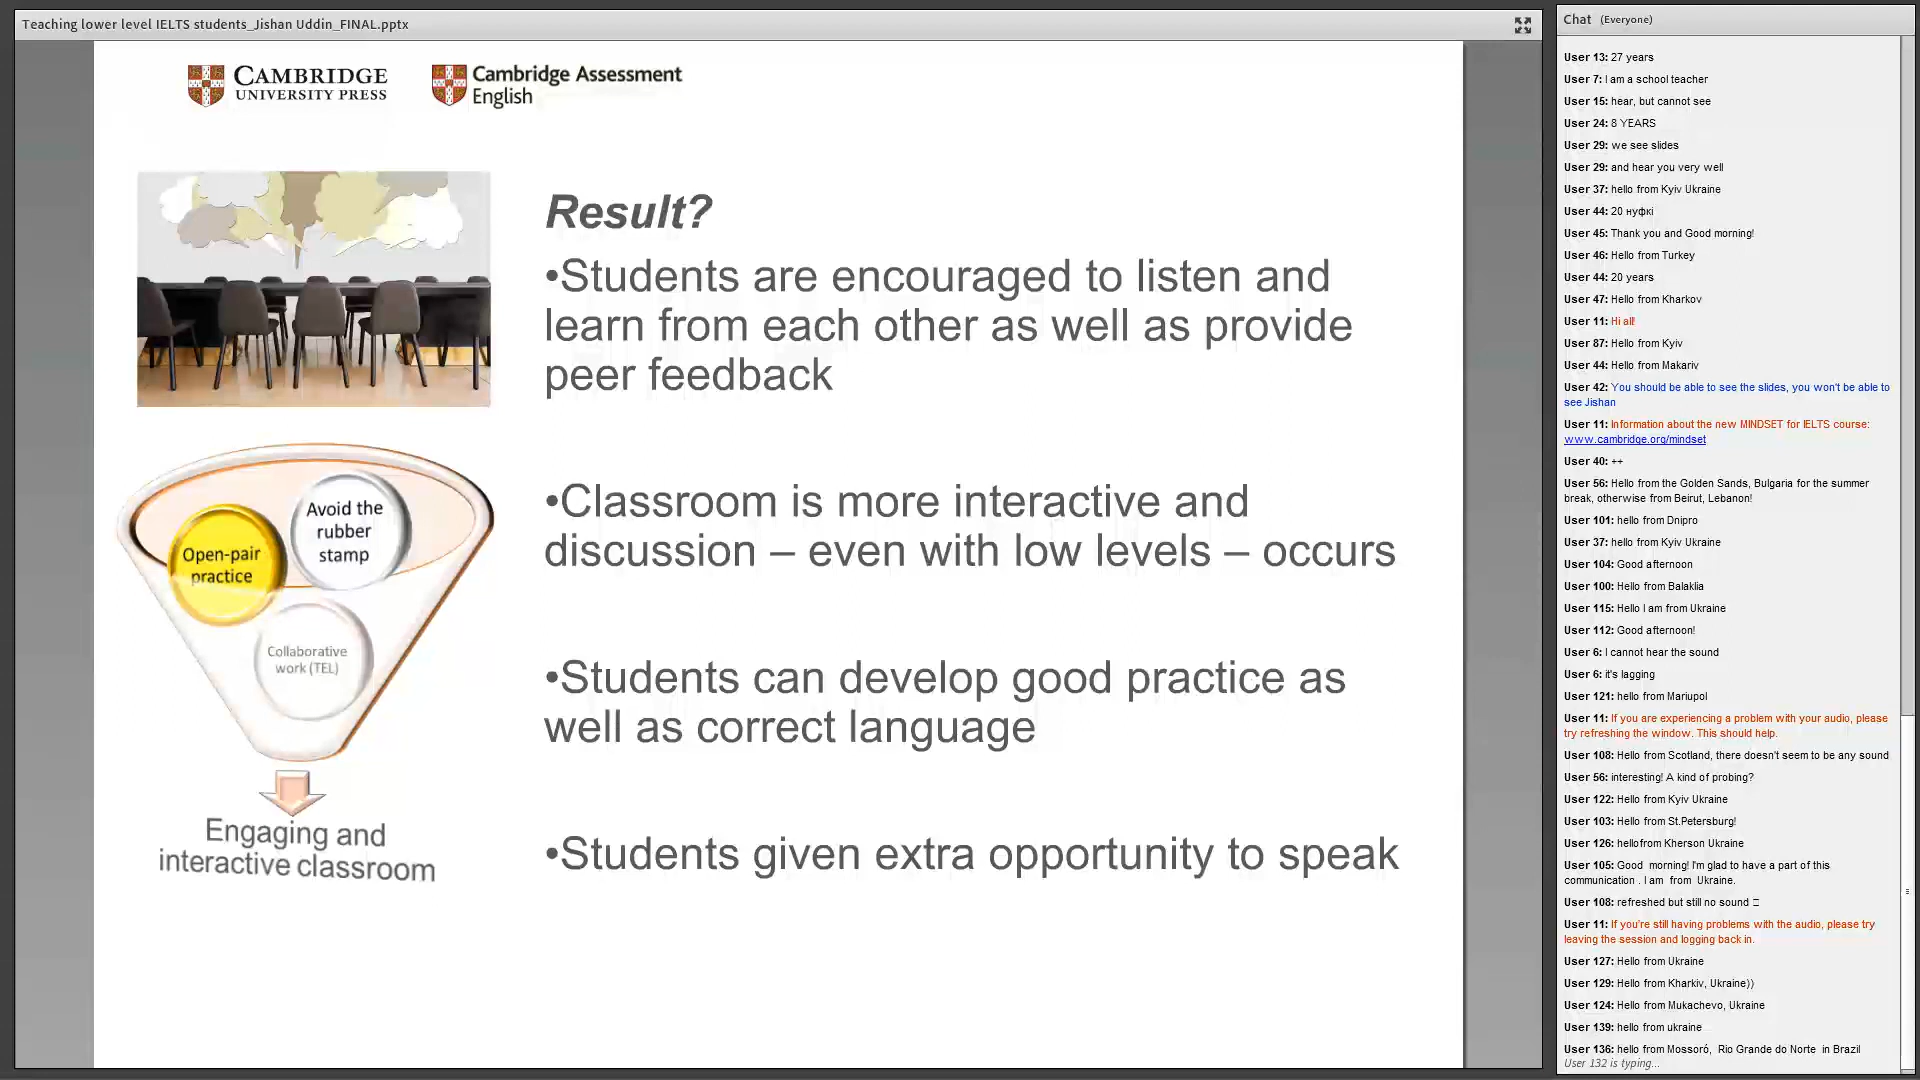 Teaching lower level IELTS students_Jishan Uddin_FINAL.pptx
CAMBRIDGE
UNIVERSITY PRESS
Cambridge Assessment
English
Result?
•Students are encouraged to listen and
learn from each other as well as provide
peer feedback
•Classroom is more interactive and
discussion – even with low levels – occurs
•Students can develop good practice as
well as correct language
•Students given extra opportunity to speak
Avoid the
rubber
stamp
Open-pair
practice
Collaborative
work (TEL)
Engaging and
interactive classroom
Chat (Everyone)
User 13: 27 years
User 7: I am a school teacher
User 15: hear, but cannot see
User 24: 8 YEARS
User 29: we see slides
User 29: and hear you very well
User 37: hello from Kyiv Ukraine
User 44: 20 нуфкі
User 45: Thank you and Good morning!
User 46: Hello from Turkey
User 44: 20 years
User 47: Hello from Kharkov
User 11: Hi all!
User 87: Hello from Kyiv
User 44: Hello from Makariv
User 42: You should be able to see the slides, you won't be able to
see Jishan
User 11: Information about the new MINDSET for IELTS course:
www.cambridge.org/mindset
User 40: ++
User 56: Hello from the Golden Sands, Bulgaria for the summer
break, otherwise from Beirut, Lebanon!
User 101: hello from Dnipro
User 37: hello from Kyiv Ukraine
User 104: Good afternoon
User 100: Hello from Balaklia
User 115: Hello I am from Ukraine
User 112: Good afternoon!
User 6: I cannot hear the sound
User 6: it's lagging
User 121: hello from Mariupol
User 11: If you are experiencing a problem with your audio, please
try refreshing the window. This should help.
User 108: Hello from Scotland, there doesn't seem to be any sound
User 56: interesting! A kind of probing?
User 122: Hello from Kyiv Ukraine
User 103: Hello from St.Petersburg!
User 126: hellofrom Kherson Ukraine
User 105: Good morning! I'm glad to have a part of this
communication . I am from Ukraine.
User 108: refreshed but still no sound
User 11: If you're still having problems with the audio, please try
leaving the session and logging back in.
User 127: Hello from Ukraine
User 129: Hello from Kharkiv, Ukraine))
User 124: Hello from Mukachevo, Ukraine
User 139: hello from ukraine
User 136: hello from Mossoró, Rio Grande do Norte in Brazil
User 132 is typing...